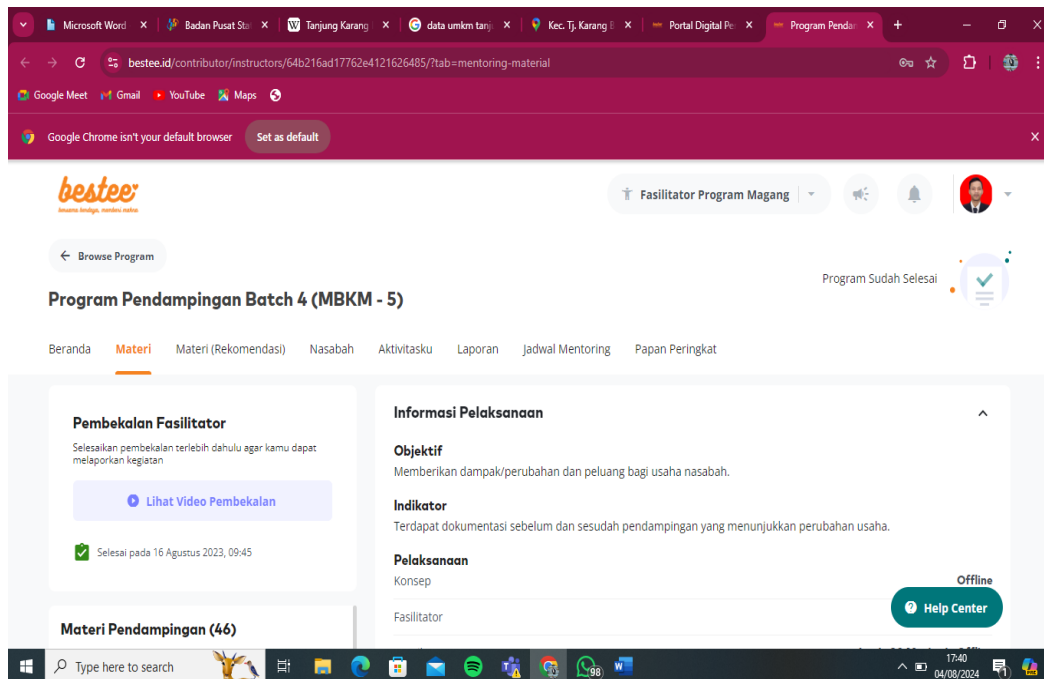 Microsoft Word
Badan Pusat Sta
Tanjung Karang
data umkm tanj
Kec. Tj. Karang B
Portal Digital Pe
Program Pendan
bestee.id/contributor/instructors/64b216ad17762e4121626485/?tab=mentoring-material
Google Meet
Gmail
YouTube
Maps
Google Chrome isn't your default browser
Set as default
bestee
Fasilitator Program Magang
Browse Program
Program Sudah Selesai
Program Pendampingan Batch 4 (MBKM - 5)
Beranda
Materi
Materi (Rekomendasi)
Nasabah
Aktivitasku
Laporan
Jadwal Mentoring
Papan Peringkat
Pembekalan Fasilitator
Selesaikan pembekalan terlebih dahulu agar kamu dapat
melaporkan kegiatan
Lihat Video Pembekalan
Selesai pada 16 Agustus 2023, 09:45
Materi Pendampingan (46)
Informasi Pelaksanaan
Objektif
Memberikan dampak/perubahan dan peluang bagi usaha nasabah.
Indikator
Terdapat dokumentasi sebelum dan sesudah pendampingan yang menunjukkan perubahan usaha.
Pelaksanaan
Konsep
Offline
Fasilitator
Help Center
Type here to search
98
17:40
04/08/2024
1